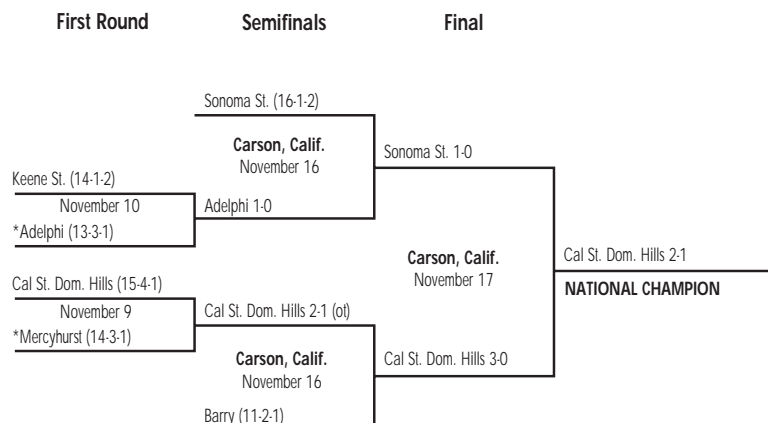 First Round
Semifinals
Final
Sonoma St. (16-1-2)
Carson, Calif.
November 16
Sonoma St. 1-0
Keene St. (14-1-2)
November 10
Adelphi 1-0
*Adelphi (13-3-1)
Carson, Calif.
November 17
Cal St. Dom. Hills 2-1
NATIONAL CHAMPION
Cal St. Dom. Hills (15-4-1)
November 9
Cal St. Dom. Hills 2-1 (ot)
*Mercyhurst (14-3-1)
Carson, Calif.
November 16
Cal St. Dom. Hills 3-0
Barry (11-2-1)